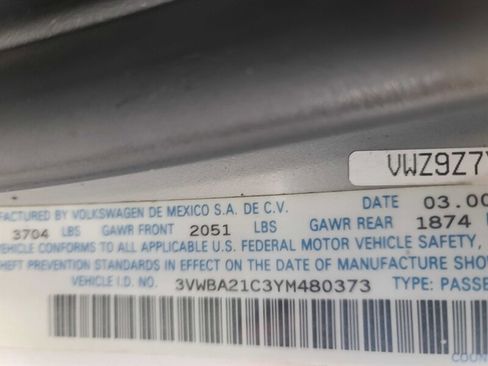 VWZ9Z7
MANUFACTURED BY VOLKSWAGEN DE MEXICO S.A. DE C.V. DATE 03.00
3704 LBS GAWR FRONT 2051 LBS GAWR REAR 1874 L
VEHICLE CONFORMS TO ALL APPLICABLE U.S. FEDERAL MOTOR VEHICLE SAFETY,
THEFT PREVENTION STANDARDS IN EFFECT ON THE DATE OF MANUFACTURE SHO
VEHICLE I.D. NO. 3VWBA21C3YM480373 TYPE: PASSE
COUN